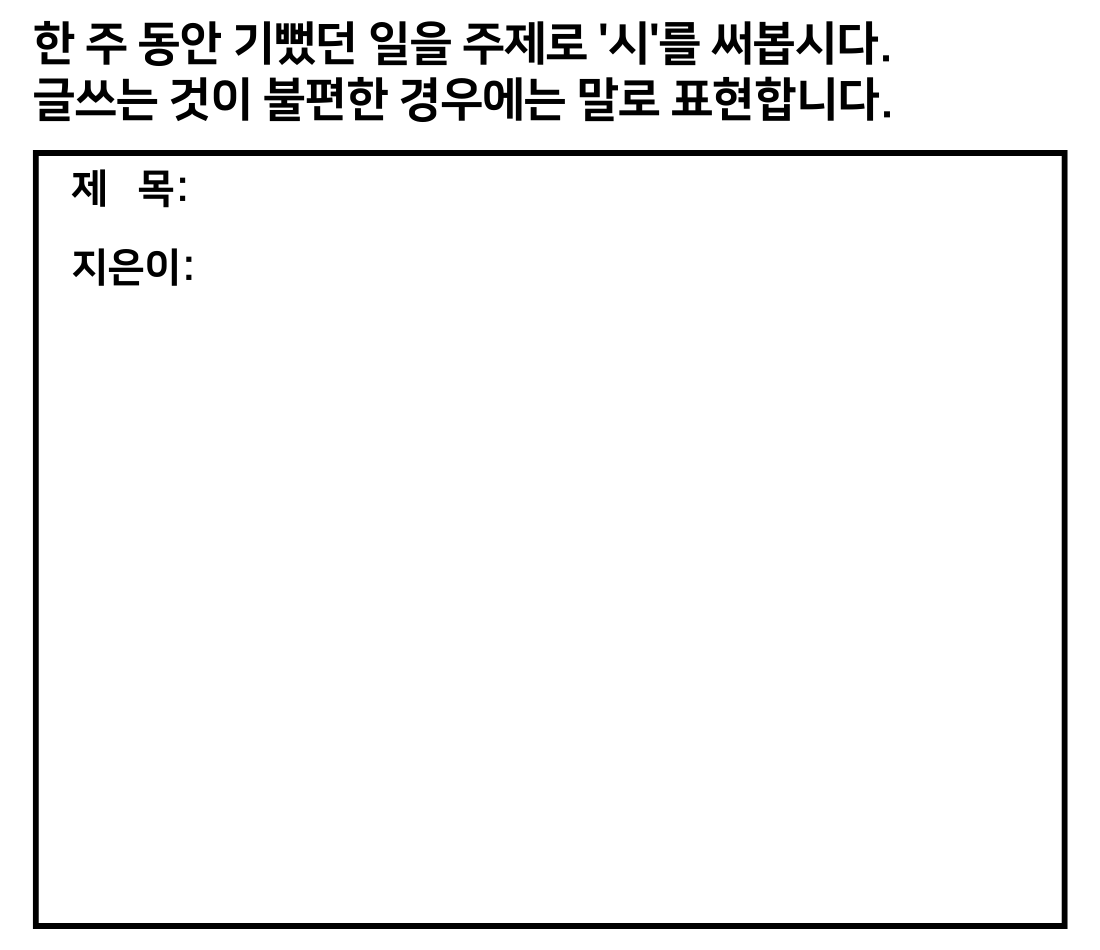 한 주 동안 기뻤던 일을 주제로 '시'를 써봅시다.
글쓰는 것이 불편한 경우에는 말로 표현합니다.
제 목:
지은이: